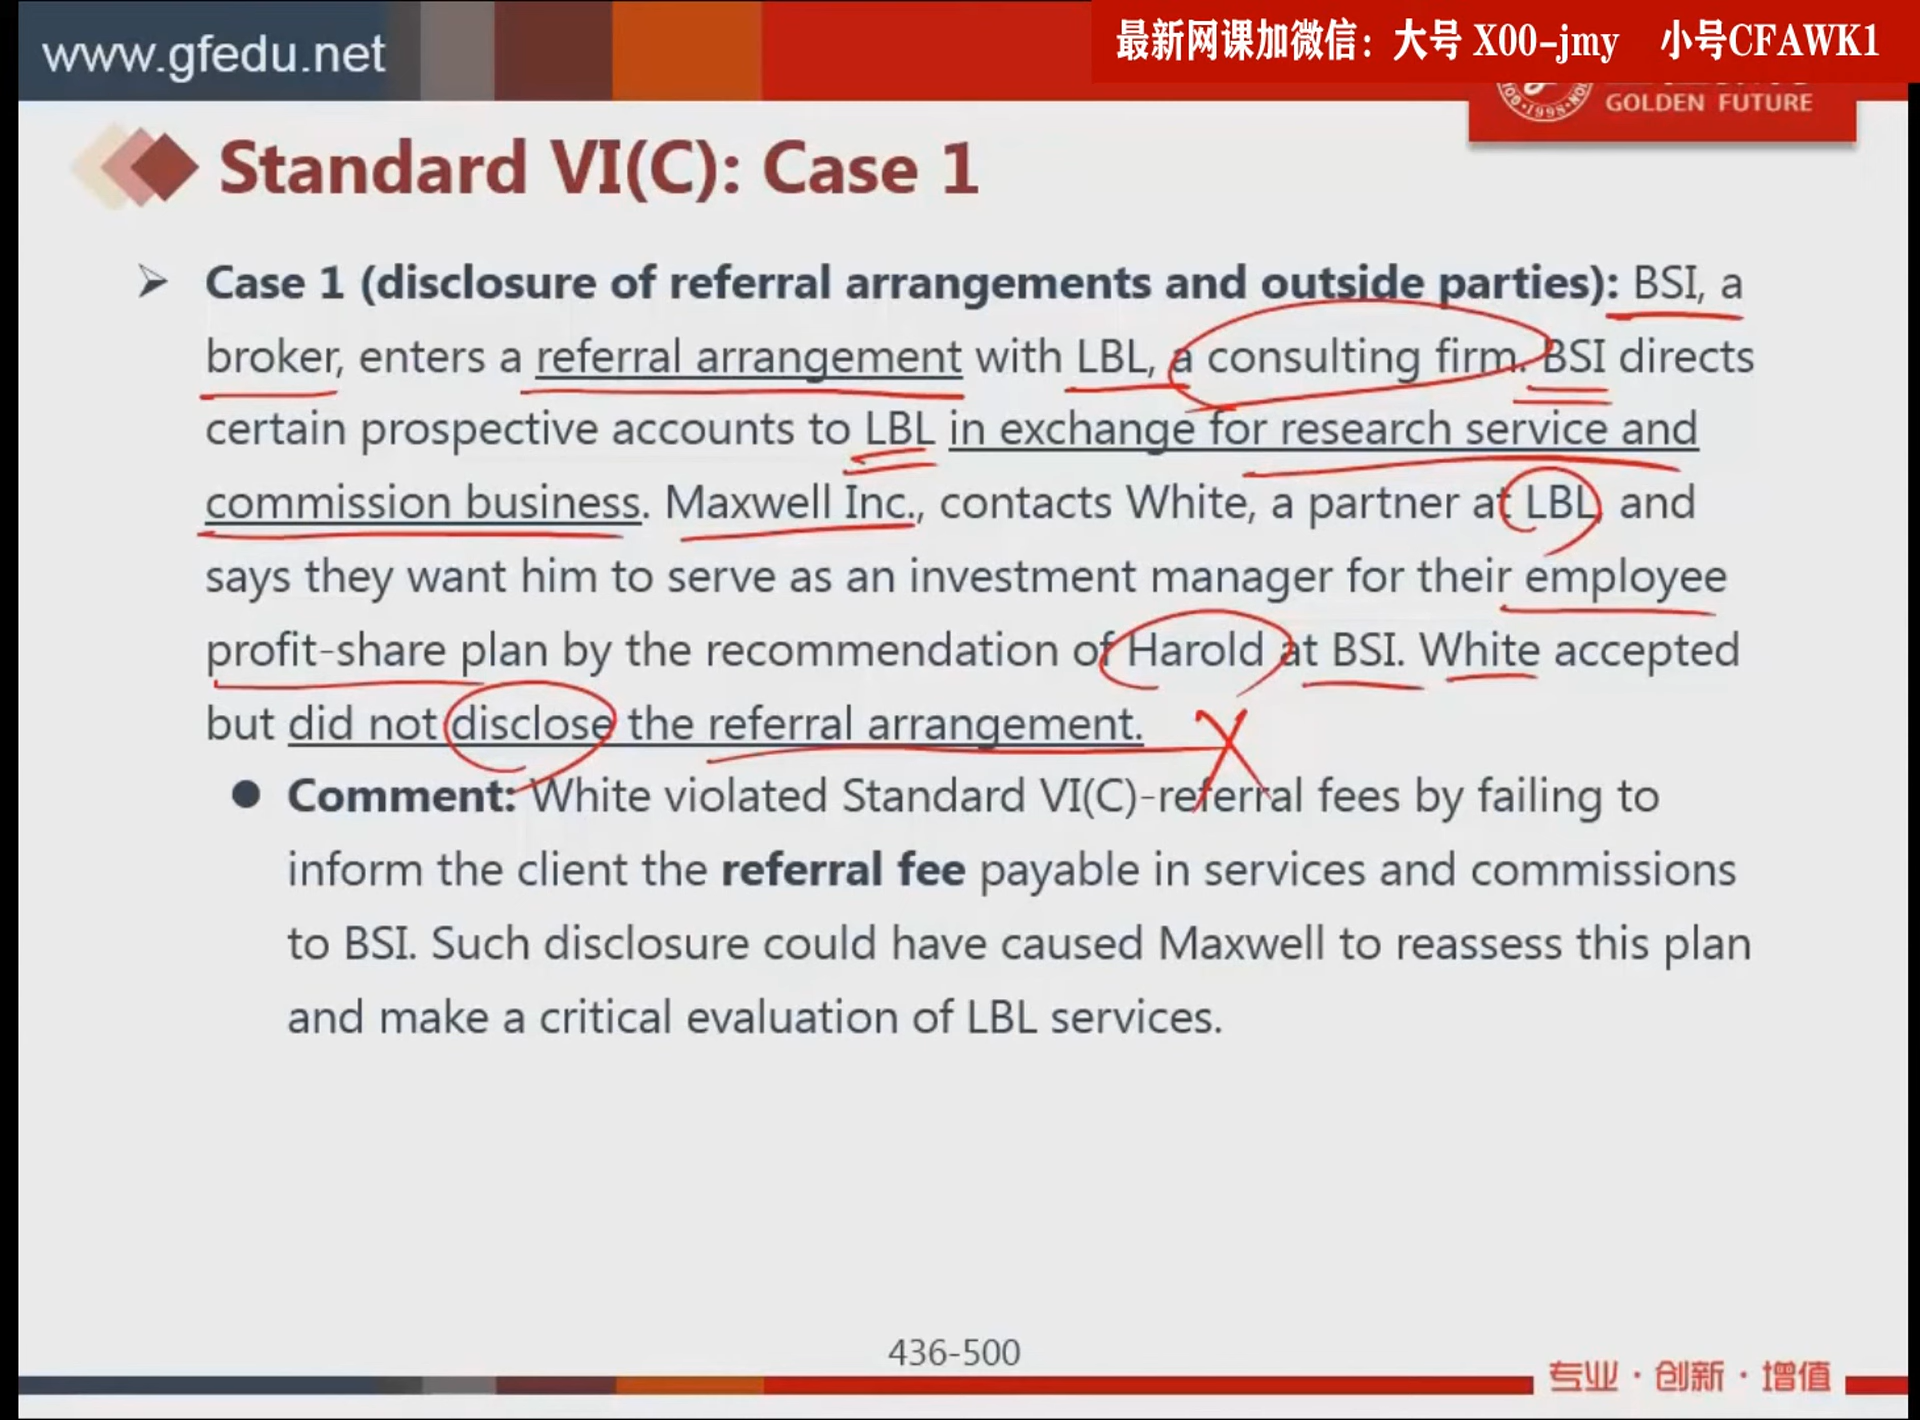 www.gfedu.net
最新网课加微信：大号 X00-jmy 小号CFAWK1
GOLDEN FUTURE
Standard VI(C): Case 1
Case 1 (disclosure of referral arrangements and outside parties): BSI, a
broker, enters a referral arrangement with LBL, a consulting firm. BSI directs
certain prospective accounts to LBL in exchange for research service and
commission business. Maxwell Inc., contacts White, a partner at LBL, and
says they want him to serve as an investment manager for their employee
profit-share plan by the recommendation of Harold at BSI. White accepted
but did not disclose the referral arrangement.
Comment: White violated Standard VI(C)-referral fees by failing to
inform the client the referral fee payable in services and commissions
to BSI. Such disclosure could have caused Maxwell to reassess this plan
and make a critical evaluation of LBL services.
436-500
专业·创新·增值